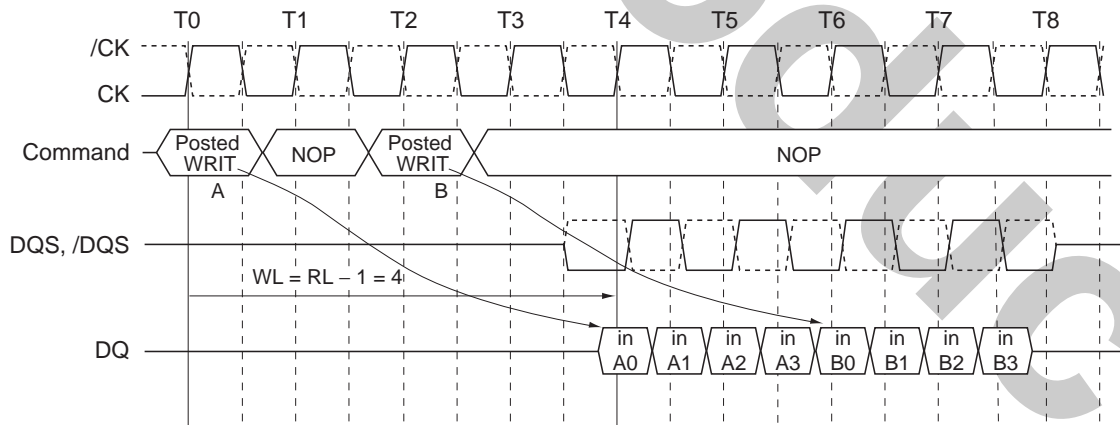 T0 T1 T2 T3 T4 T5 T6 T7 T8
/CK
CK
Command
Posted
WRIT
A
NOP
Posted
WRIT
B
NOP
DQS, /DQS
WL = RL − 1 = 4
DQ
in
A0
in
A1
in
A2
in
A3
in
B0
in
B1
in
B2
in
B3
duc